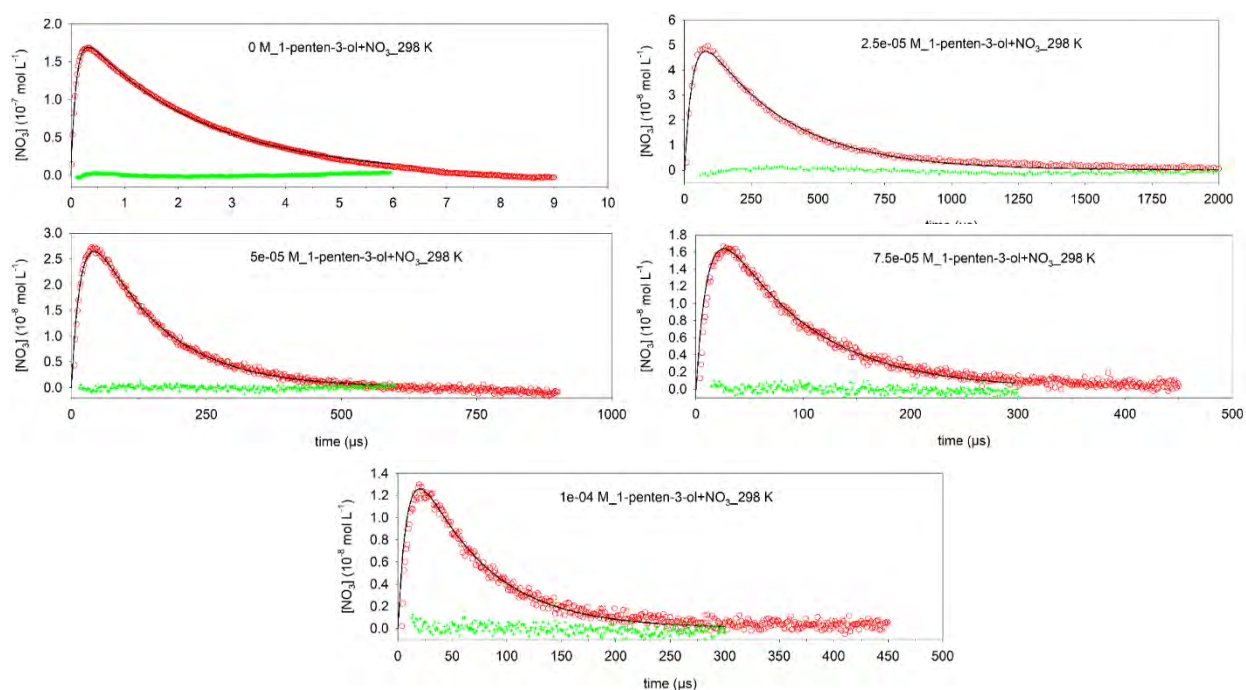 0 M_1-penten-3-ol+NO3_298 K
[NO3] (10-7 mol L-1)
2.0
1.5
1.0
0.5
0.0
0 1 2 3 4 5 6 7 8 9 10
2.5e-05 M_1-penten-3-ol+NO3_298 K
[NO3] (10-8 mol L-1)
6
5
4
3
2
1
0
0 250 500 750 1000 1250 1500 1750 2000
time (µs)
5e-05 M_1-penten-3-ol+NO3_298 K
[NO3] (10-8 mol L-1)
3.0
2.5
2.0
1.5
1.0
0.5
0.0
0 250 500 750 1000
time (µs)
7.5e-05 M_1-penten-3-ol+NO3_298 K
[NO3] (10-8 mol L-1)
1.8
1.6
1.4
1.2
1.0
0.8
0.6
0.4
0.2
0.0
0 100 200 300 400 500
time (µs)
1e-04 M_1-penten-3-ol+NO3_298 K
[NO3] (10-8 mol L-1)
1.4
1.2
1.0
0.8
0.6
0.4
0.2
0.0
0 50 100 150 200 250 300 350 400 450 500
time (µs)